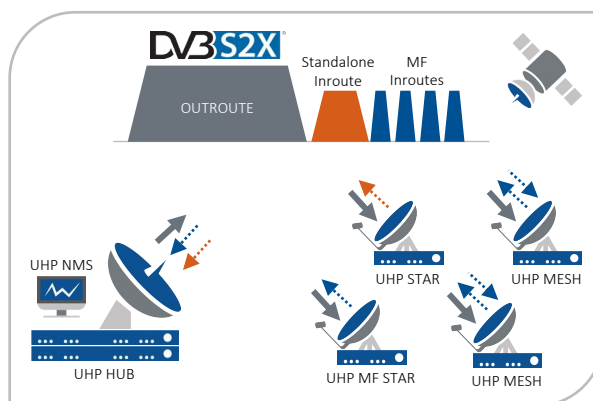 DVB S2X®
Standalone
Inroute
MF
Inroutes
OUTROUTE
UHP NMS
UHP HUB
UHP STAR
UHP MESH
UHP MF STAR
UHP MESH